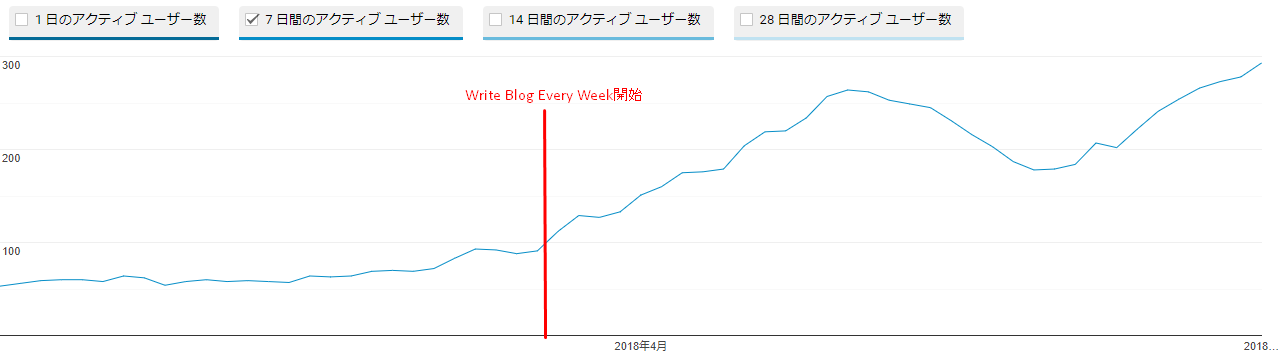 1 日のアクティブ ユーザー数
7 日間のアクティブ ユーザー数
14 日間のアクティブ ユーザー数
28 日間のアクティブ ユーザー数
300
Write Blog Every Week開始
200
100
2018年4月
2018...